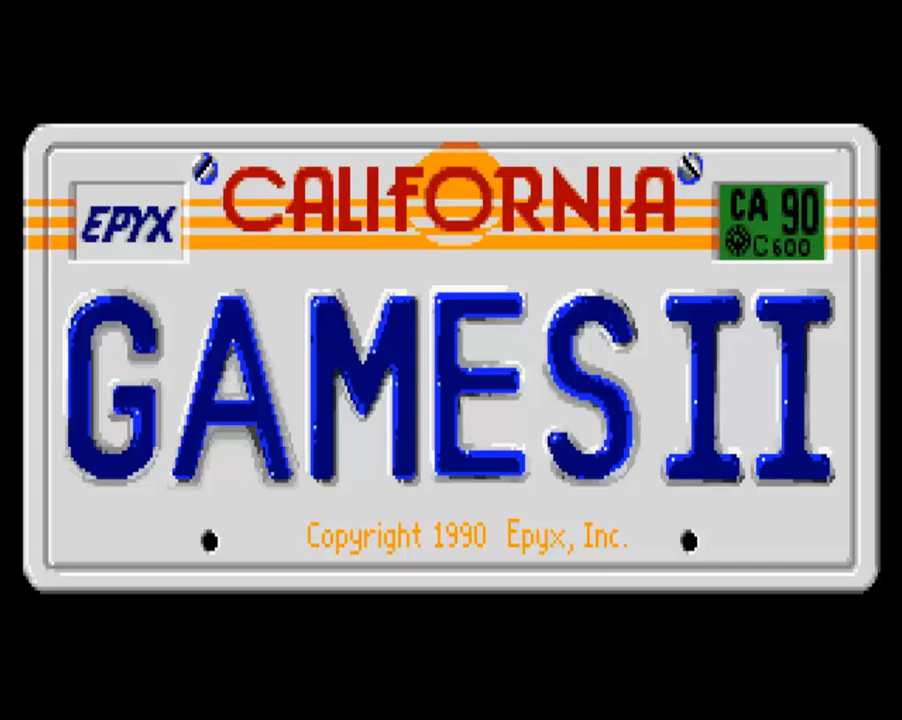 CALIFORNIA
EPYX
CA 90
C600
GAMES II
Copyright 1990 Epyx, Inc.